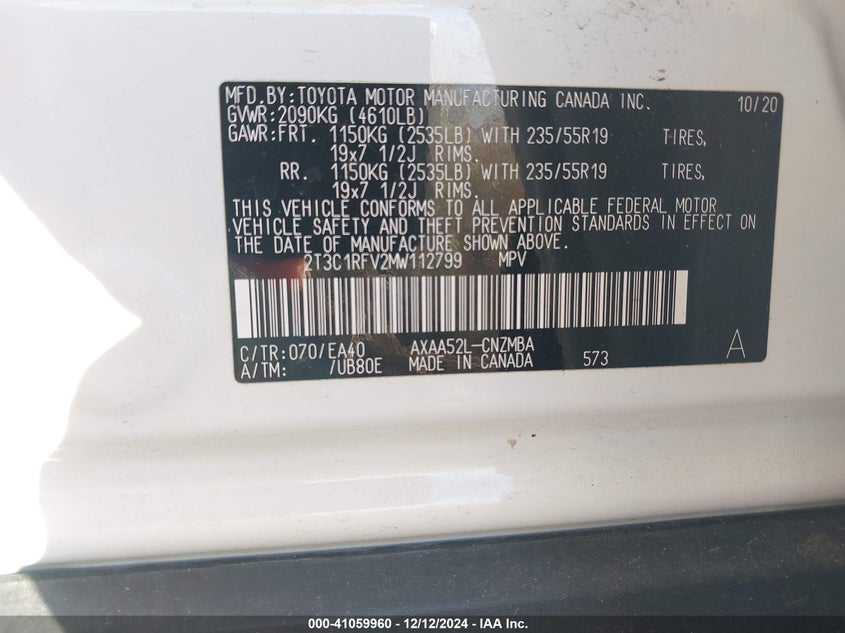 MFD.BY:TOYOTA MOTOR MANUFACTURING CANADA INC. 10/20
GVWR:2090KG (4610LB)
GAWR:FRT. 1150KG (2535LB) WITH 235/55R19 TIRES,
19x7 1/2J RIMS.
RR. 1150KG (2535LB) WITH 235/55R19 TIRES,
19x7 1/2J RIMS.
THIS VEHICLE CONFORMS TO ALL APPLICABLE FEDERAL MOTOR
VEHICLE SAFETY AND THEFT PREVENTION STANDARDS IN EFFECT ON
THE DATE OF MANUFACTURE SHOWN ABOVE.
2T3C1RFV2MW112799 MPV
C/TR:070/EA40 AXAA52L-CNZMBA A
A/TM: /UB80E MADE IN CANADA 573
000-41059960 - 12/12/2024 - IAA Inc.